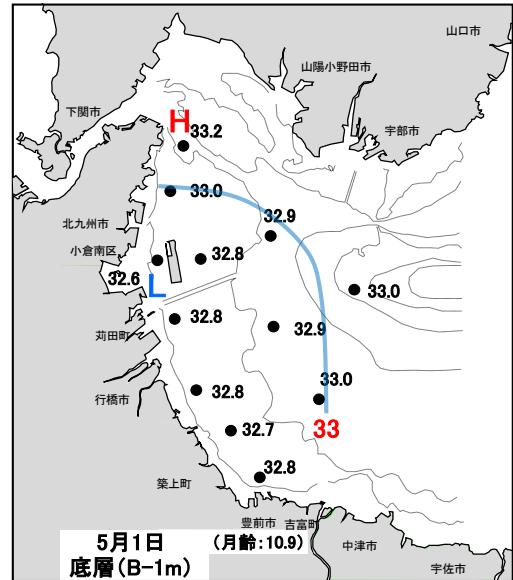 山口市
山陽小野田市
下関市
宇部市
H
33.2
33.0
32.9
北九州市
小倉南区
32.8
32.6
L
33.0
32.8
32.9
苅田町
33.0
32.8
行橋市
33
32.7
32.8
築上町
豊前市
吉富町
5月1日 (月齢:10.9)
中津市
底層(B-1m)
宇佐市